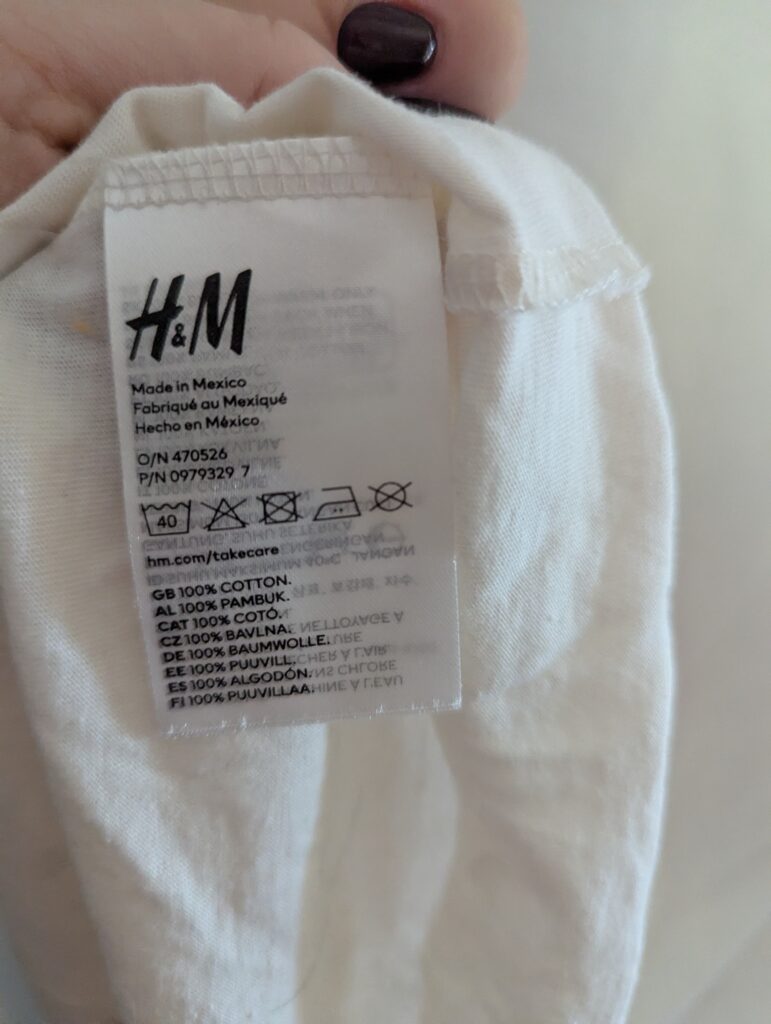 H&M
Made in Mexico
Fabriqué au Mexique
Hecho en México
O/N 470526
P/N 0979329 7
40
hm.com/takecare
GB 100% COTTON.
AL 100% PAMBUK.
CAT 100% COTÓ.
CZ 100% BAVLNA.
DE 100% BAUMWOLLE.
EE 100% PUUVILL.
ES 100% ALGODÓN.
FI 100% PUUVILLAA.